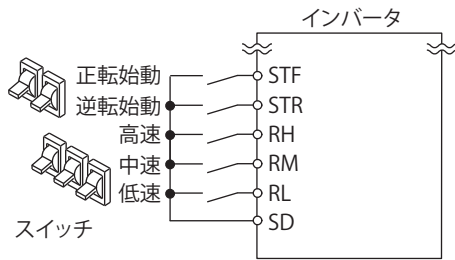 インバータ
正転始動 STF
逆転始動 STR
高速 RH
中速 RM
低速 RL
SD
スイッチ